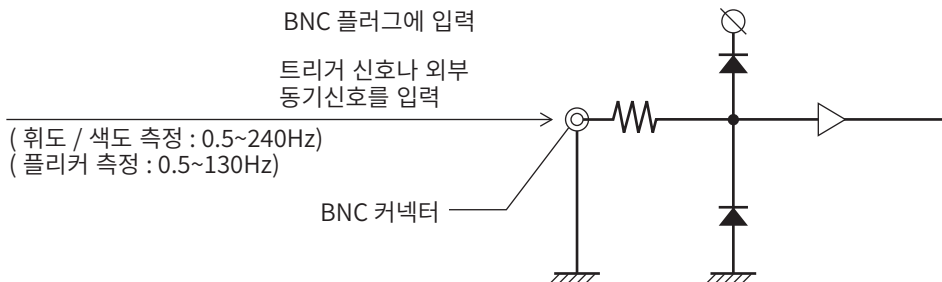 BNC 플러그에 입력
트리거 신호나 외부
동기신호를 입력
( 휘도 / 색도 측정 : 0.5~240Hz)
( 플리커 측정 : 0.5~130Hz)
BNC 커넥터